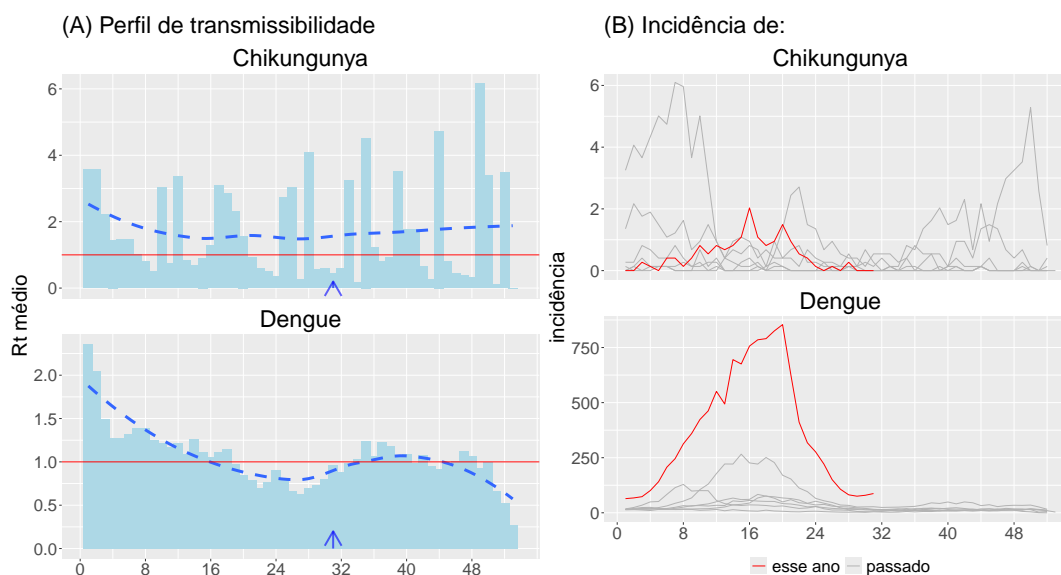 (A) Perfil de transmissibilidade
Chikungunya
6
4
2
0
Dengue
2.0
1.5
1.0
0.5
0.0
0 8 16 24 32 40 48
Rt médio
(B) Incidência de:
Chikungunya
6
4
2
0
Dengue
750
500
250
0
0 8 16 24 32 40 48
incidência
esse ano passado